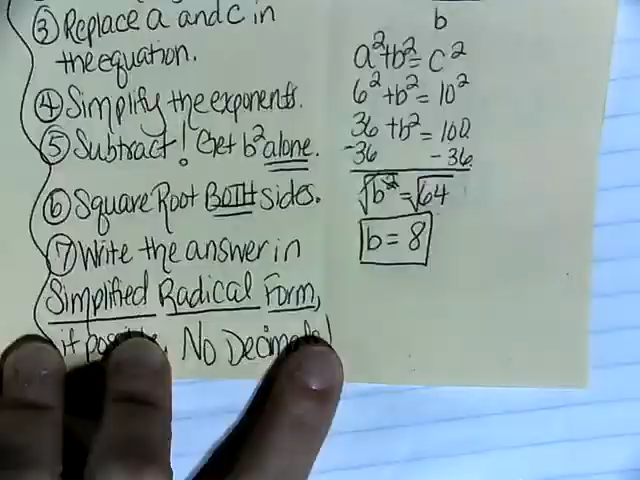 ③ Replace a and c in
the equation.
④ Simplify the exponents.
⑤ Subtract! Get b² alone.
⑥ Square Root BOTH sides.
⑦ Write the answer in
Simplified Radical Form,
if possible. No Decimals!
b
a²+b²=c²
6²+b²=10²
36+b²=100
-36 -36
√b²=√64
b=8